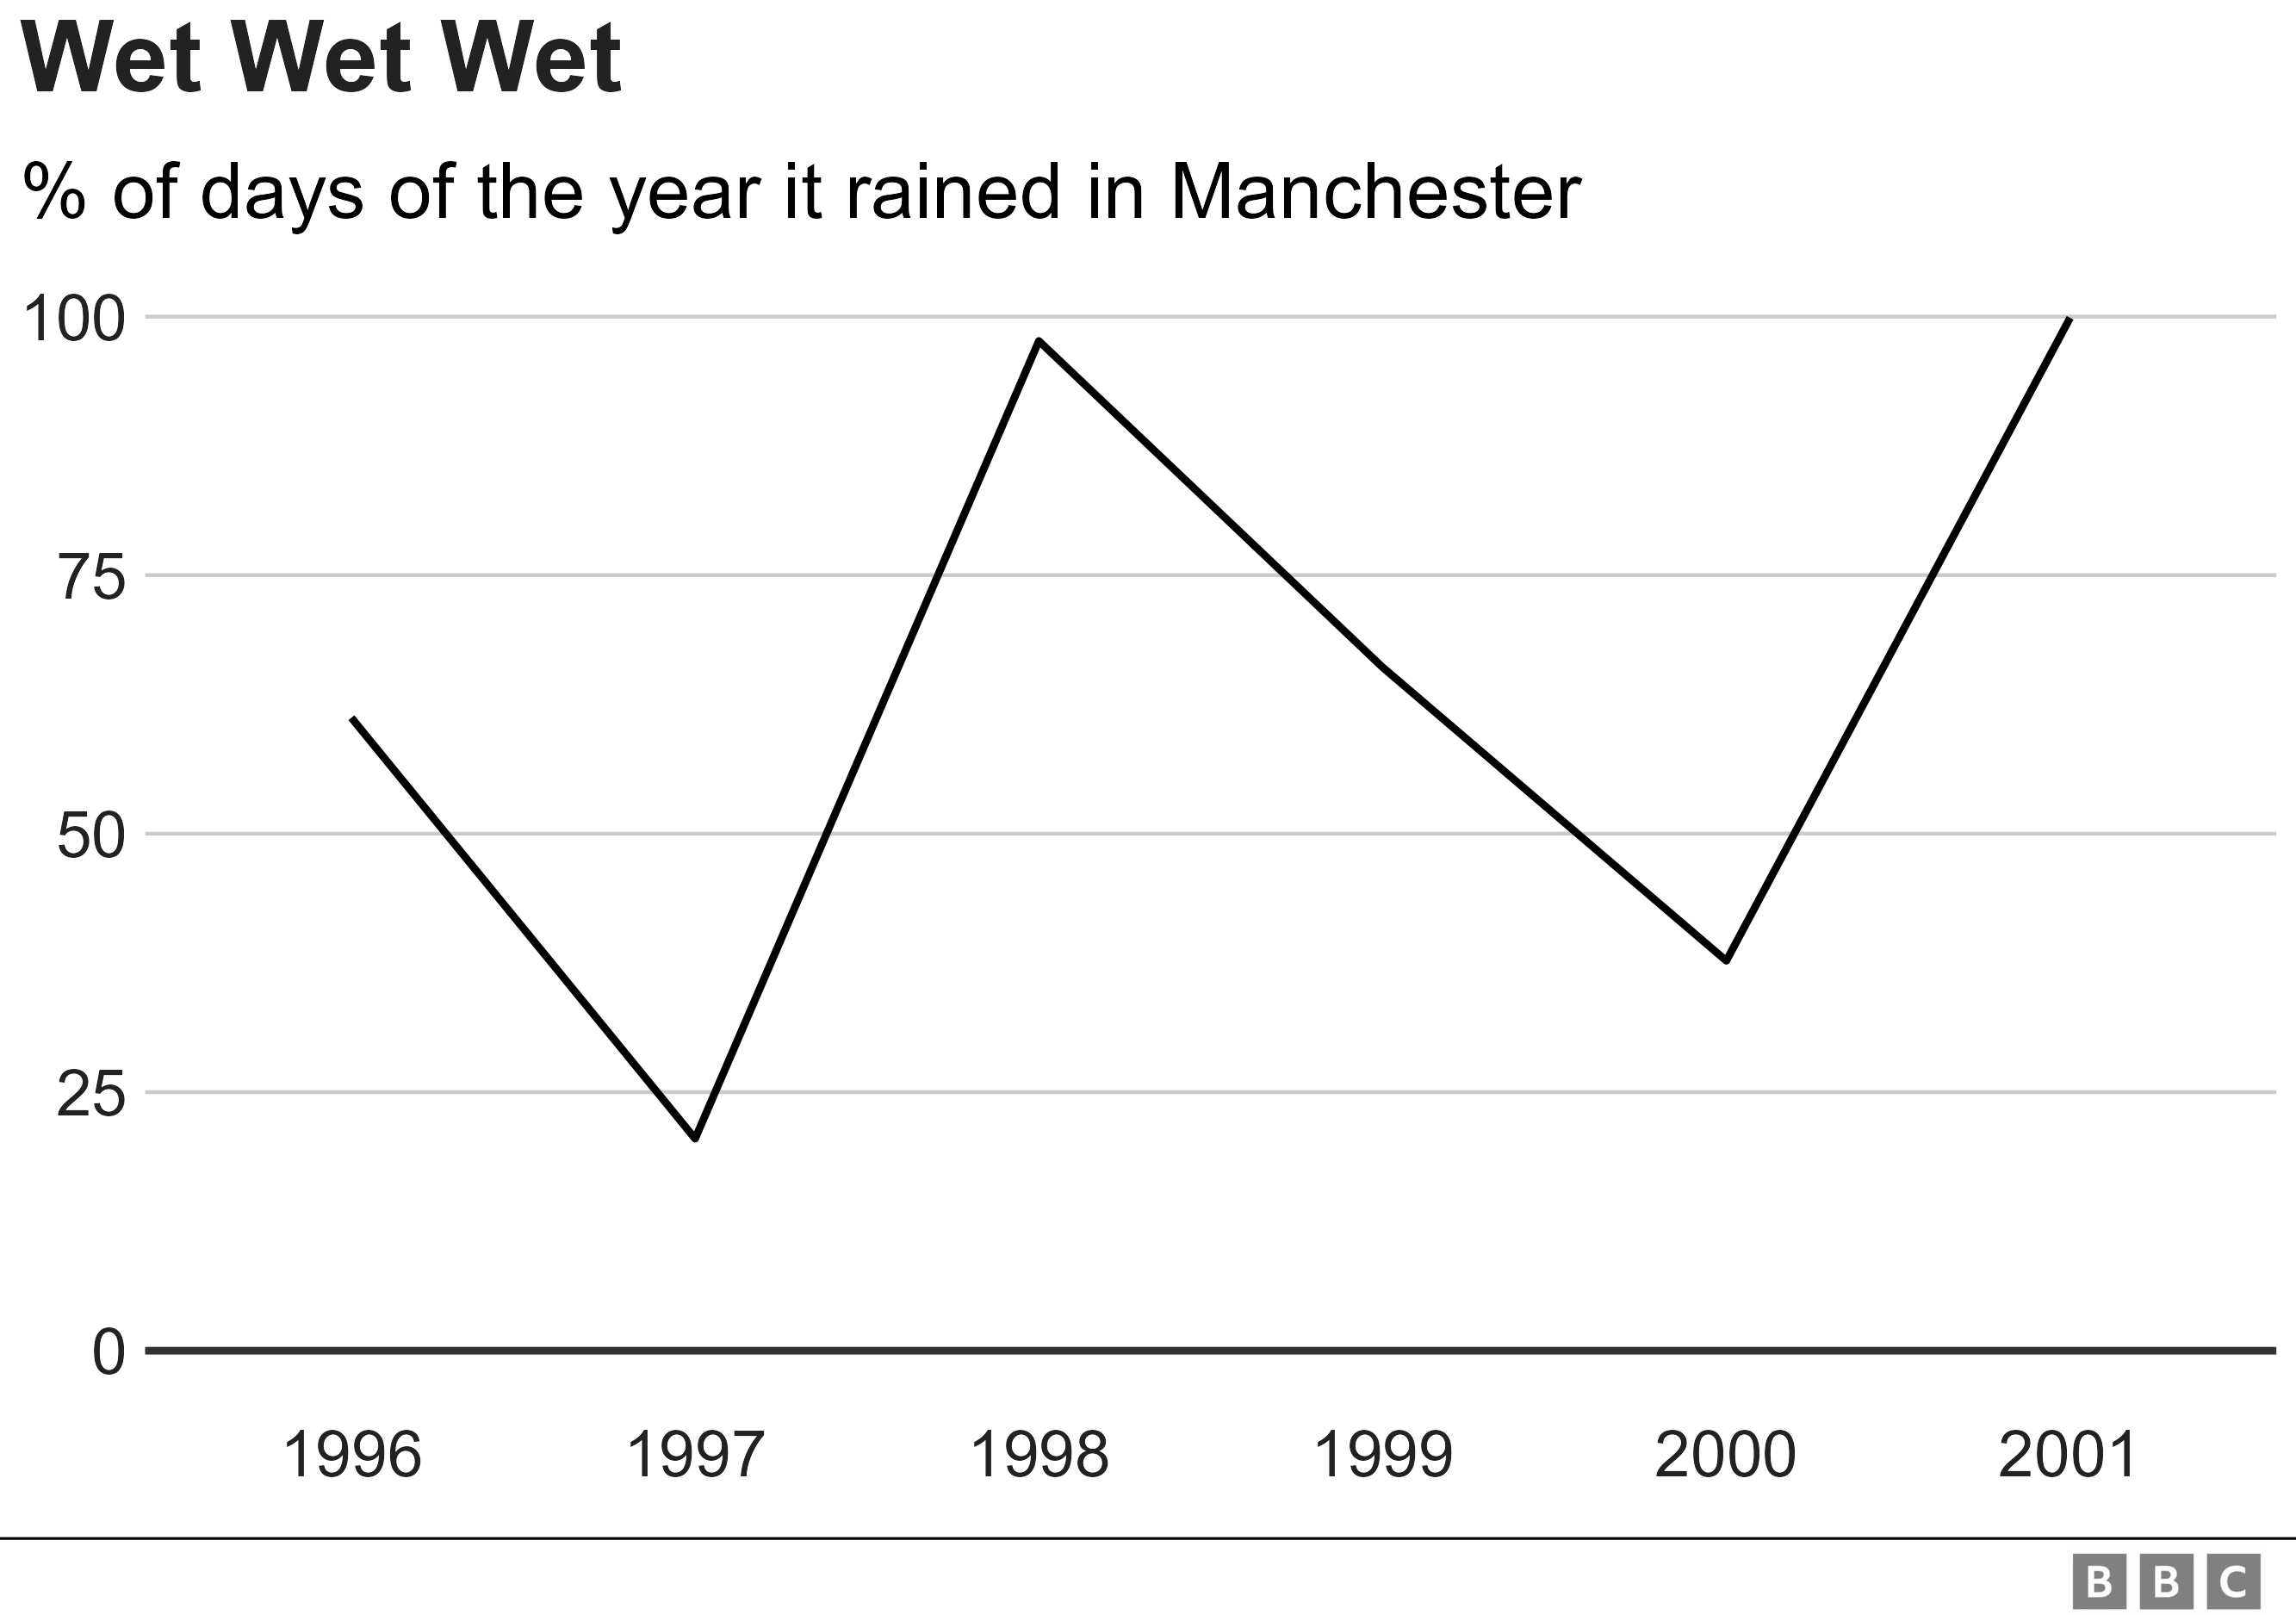 Wet Wet Wet
% of days of the year it rained in Manchester
100
75
50
25
0
1996 1997 1998 1999 2000 2001
BBC